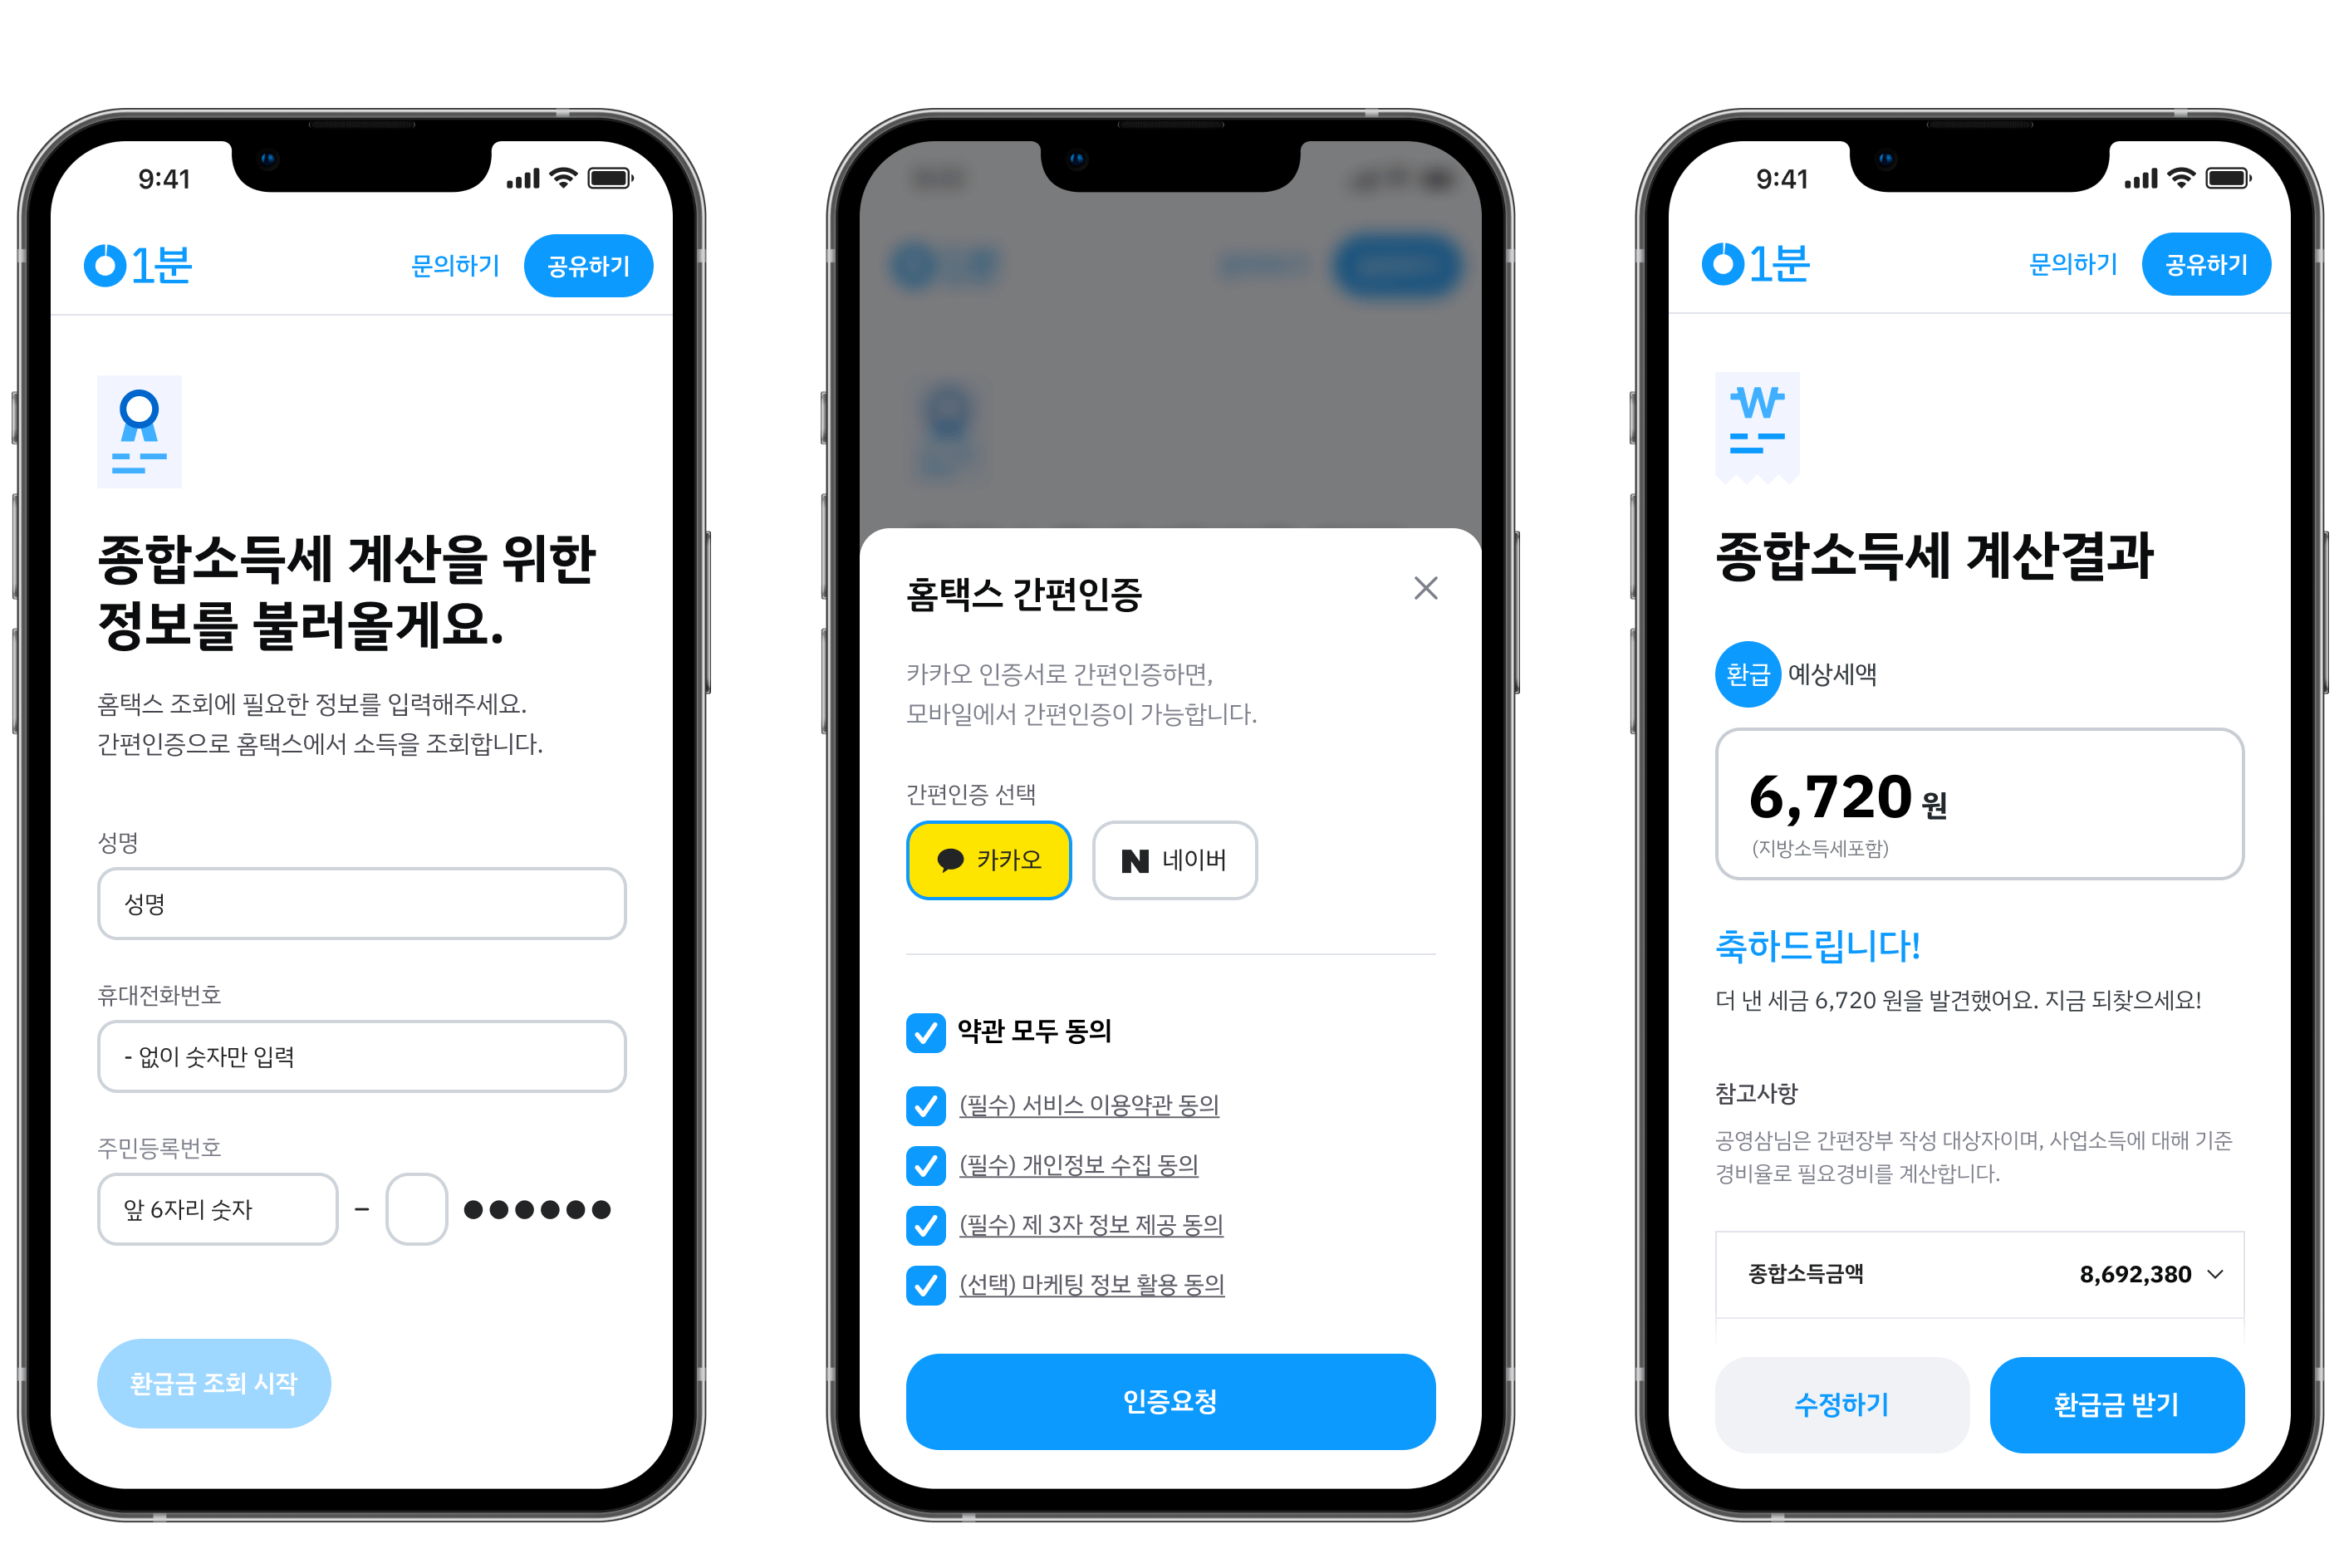 9:41
1분
문의하기
공유하기
종합소득세 계산을 위한
정보를 불러올게요.
홈택스 조회에 필요한 정보를 입력해주세요.
간편인증으로 홈택스에서 소득을 조회합니다.
성명
성명
휴대전화번호
- 없이 숫자만 입력
주민등록번호
앞 6자리 숫자 - ●●●●●●
환급금 조회 시작
홈택스 간편인증
카카오 인증서로 간편인증하면,
모바일에서 간편인증이 가능합니다.
간편인증 선택
카카오
네이버
약관 모두 동의
(필수) 서비스 이용약관 동의
(필수) 개인정보 수집 동의
(필수) 제 3자 정보 제공 동의
(선택) 마케팅 정보 활용 동의
인증요청
9:41
1분
문의하기
공유하기
₩
종합소득세 계산결과
환급 예상세액
6,720 원
(지방소득세포함)
축하드립니다!
더 낸 세금 6,720 원을 발견했어요. 지금 되찾으세요!
참고사항
공영삼님은 간편장부 작성 대상자이며, 사업소득에 대해 기준
경비율로 필요경비를 계산합니다.
종합소득금액 8,692,380
수정하기
환급금 받기